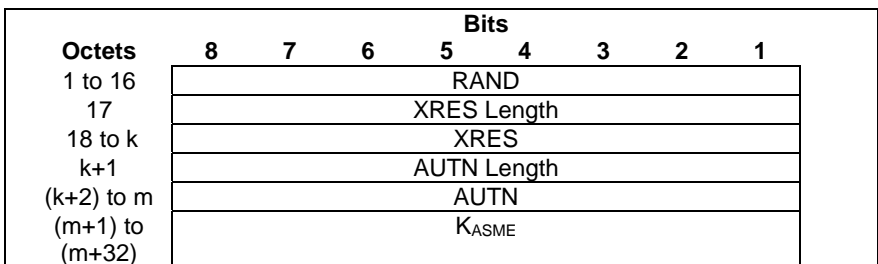 Bits
Octets 8 7 6 5 4 3 2 1
1 to 16 RAND
17 XRES Length
18 to k XRES
k+1 AUTN Length
(k+2) to m AUTN
(m+1) to KASME
(m+32)